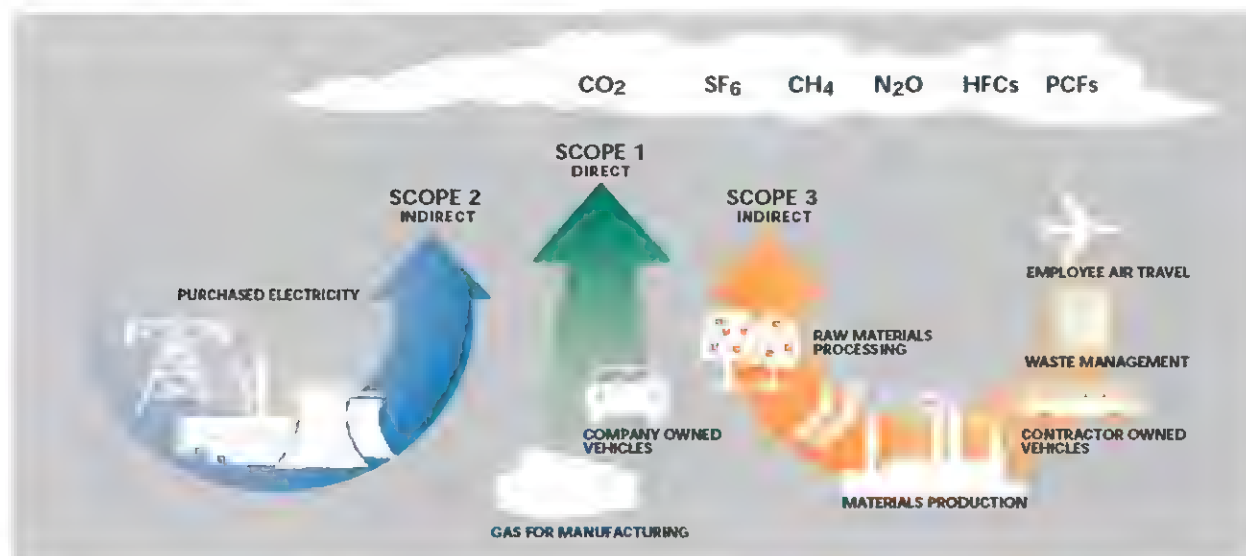 CO2 SF6 CH4 N2O HFCs PCFs
SCOPE 1
DIRECT
SCOPE 2
INDIRECT
SCOPE 3
INDIRECT
PURCHASED ELECTRICITY
EMPLOYEE AIR TRAVEL
RAW MATERIALS
PROCESSING
WASTE MANAGEMENT
COMPANY OWNED
VEHICLES
CONTRACTOR OWNED
VEHICLES
MATERIALS PRODUCTION
GAS FOR MANUFACTURING